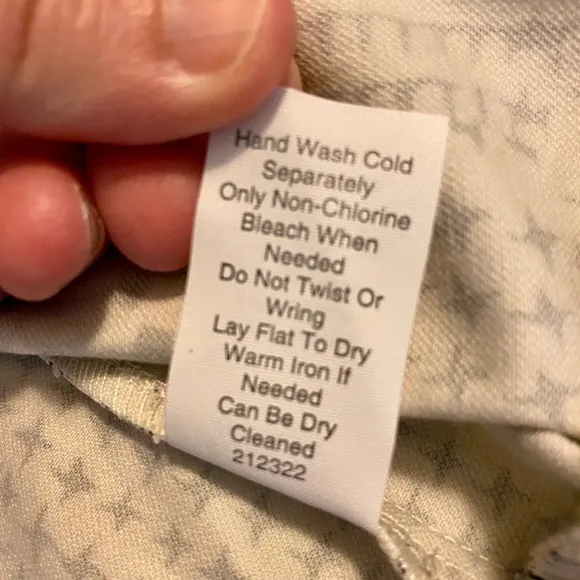 Hand Wash Cold
Separately
Only Non-Chlorine
Bleach When
Needed
Do Not Twist Or
Wring
Lay Flat To Dry
Warm Iron If
Needed
Can Be Dry
Cleaned
212322